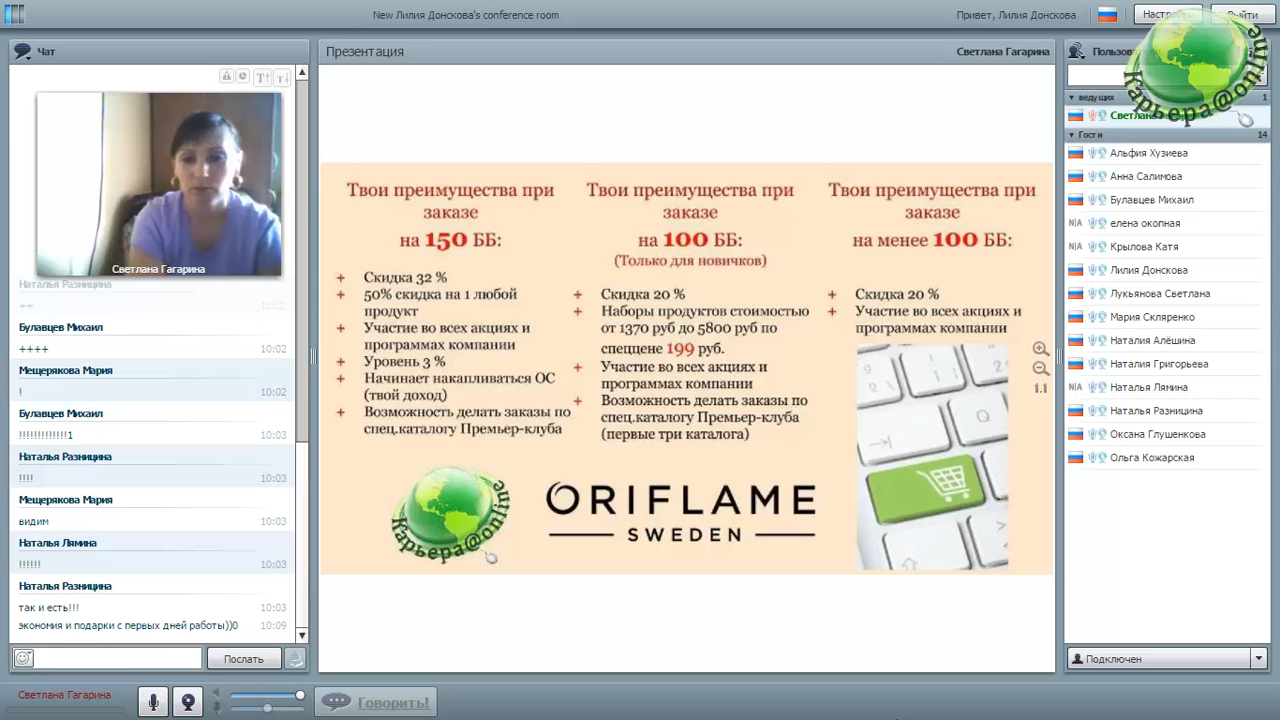 New Лилия Донскова's conference room
Привет, Лилия Донскова
Выйти
Чат
Презентация
Светлана Гагарина
Карьера@online
ведущих 1
Гости 14
Светлана Гагарина
Наталья Разницина
++ 10:01
Булавцев Михаил
++++ 10:02
Мещерякова Мария
! 10:02
Булавцев Михаил
!!!!!!!!!!!!!1 10:03
Наталья Разницина
!!!! 10:03
Мещерякова Мария
видим 10:03
Наталья Лямина
!!!!!! 10:03
Наталья Разницина
так и есть!!! 10:03
экономия и подарки с первых дней работы))0 10:09
Послать
Твои преимущества при
заказе
на 150 ББ:
+ Скидка 32 %
+ 50% скидка на 1 любой
продукт
+ Участие во всех акциях и
программах компании
+ Уровень 3 %
+ Начинает накапливаться ОС
(твой доход)
+ Возможность делать заказы по
спец.каталогу Премьер-клуба
Твои преимущества при
заказе
на 100 ББ:
(Только для новичков)
+ Скидка 20 %
+ Наборы продуктов стоимостью
от 1370 руб до 5800 руб по
спеццене 199 руб.
+ Участие во всех акциях и
программах компании
+ Возможность делать заказы по
спец.каталогу Премьер-клуба
(первые три каталога)
Твои преимущества при
заказе
на менее 100 ББ:
+ Скидка 20 %
+ Участие во всех акциях и
программах компании
Карьера@online
ORIFLAME
SWEDEN
1.1
Светлана
Альфия Хузиева
Анна Салимова
Булавцев Михаил
N/A елена окопная
N/A Крылова Катя
Лилия Донскова
Лукьянова Светлана
Мария Скляренко
Наталия Алёшина
Наталия Григорьева
N/A Наталья Лямина
Наталья Разницина
Оксана Глушенкова
Ольга Кожарская
Подключен
Светлана Гагарина
Говорить!